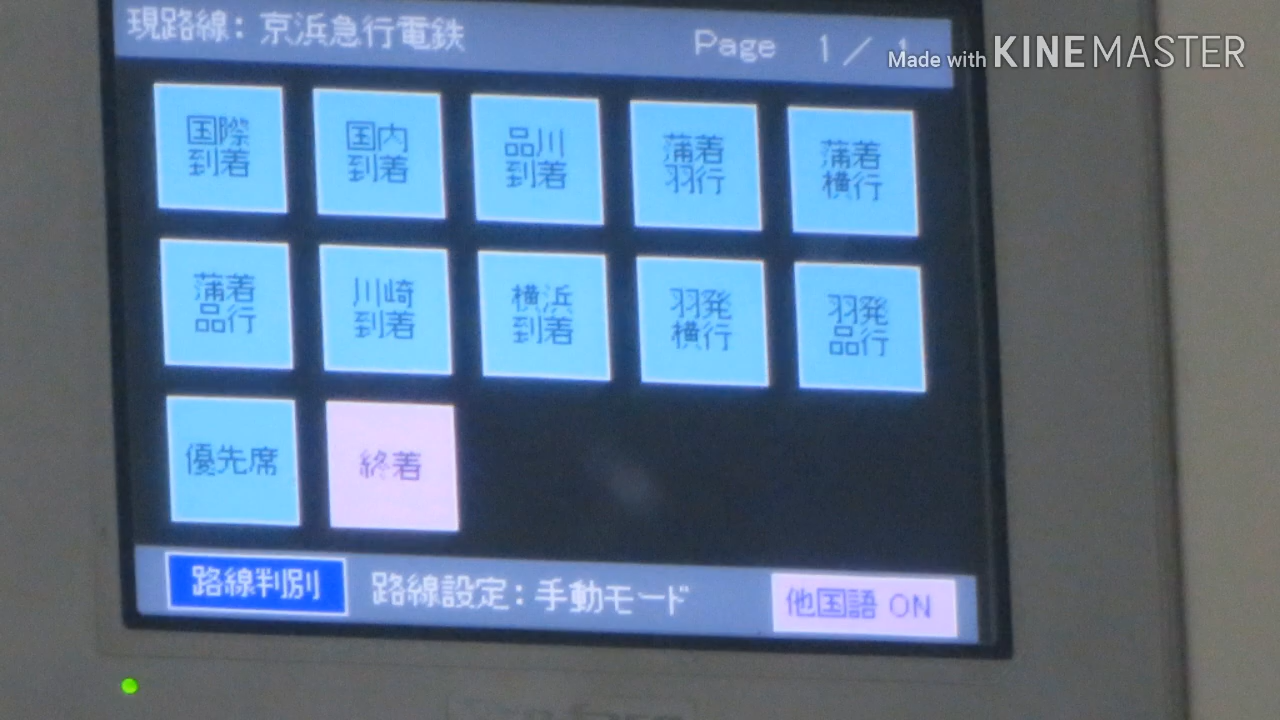 現路線: 京浜急行電鉄
Page 1 / 1
Made with KINEMASTER
国際
到着
国内
到着
品川
到着
蒲着
羽行
蒲着
横行
蒲着
品行
川崎
到着
横浜
到着
羽発
横行
羽発
品行
優先席
終着
路線判別
路線設定:手動モード
他国語 ON